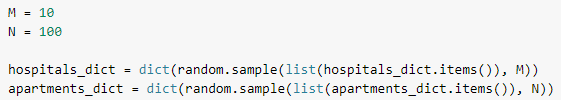 M = 10
N = 100
hospitals_dict = dict(random.sample(list(hospitals_dict.items()), M))
apartments_dict = dict(random.sample(list(apartments_dict.items()), N))